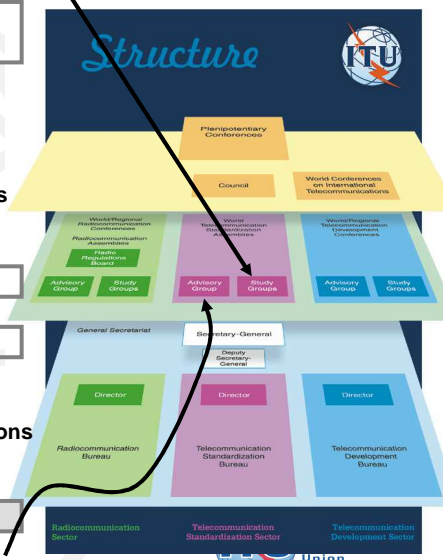 Structure
ITU
Plenipotentiary
Conferences
Council
World Conferences
on International
Telecommunications
s
World/Regional
Radiocommunication
Conferences
Radiocommunication
Assemblies
Radio
Regulations
Board
Advisory
Group
Study
Groups
World
Telecommunication
Standardization
Assemblies
Advisory
Group
Study
Groups
World/Regional
Telecommunication
Development
Conferences
Advisory
Group
Study
Groups
General Secretariat
Secretary-General
Deputy
Secretary-
General
Director
Director
Director
ons
Radiocommunication
Bureau
Telecommunication
Standardization
Bureau
Telecommunication
Development
Bureau
Radiocommunication
Sector
Telecommunication
Standardization Sector
Telecommunication
Development Sector
Union